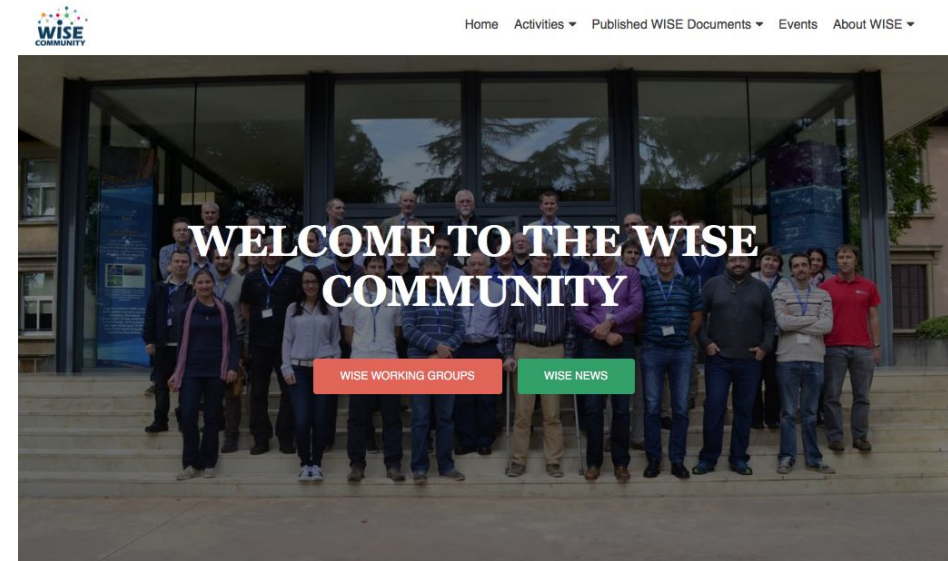 WISE
COMMUNITY
Home Activities Published WISE Documents Events About WISE
WELCOME TO THE WISE
COMMUNITY
WISE WORKING GROUPS
WISE NEWS